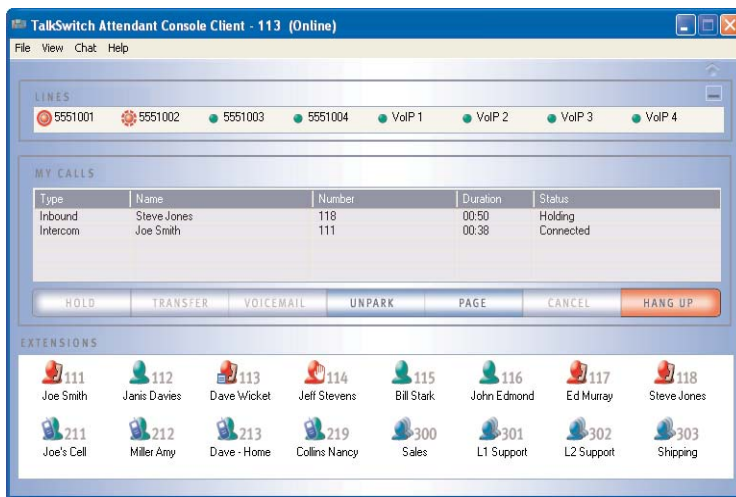 TalkSwitch Attendant Console Client - 113 (Online)
File View Chat Help
LINES
5551001 5551002 5551003 5551004 VoIP 1 VoIP 2 VoIP 3 VoIP 4
MY CALLS
Type Name Number Duration Status
Inbound Steve Jones 118 00:50 Holding
Intercom Joe Smith 111 00:38 Connected
HOLD TRANSFER VOICEMAIL UNPARK PAGE CANCEL HANG UP
EXTENSIONS
111 112 113 114 115 116 117 118
Joe Smith Janis Davies Dave Wicket Jeff Stevens Bill Stark John Edmond Ed Murray Steve Jones
211 212 213 219 300 301 302 303
Joe's Cell Miller Amy Dave - Home Collins Nancy Sales L1 Support L2 Support Shipping